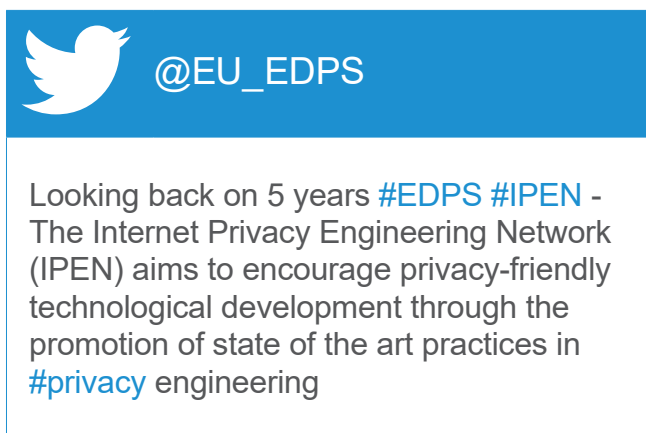 @EU_EDPS
Looking back on 5 years #EDPS #IPEN -
The Internet Privacy Engineering Network
(IPEN) aims to encourage privacy-friendly
technological development through the
promotion of state of the art practices in
#privacy engineering